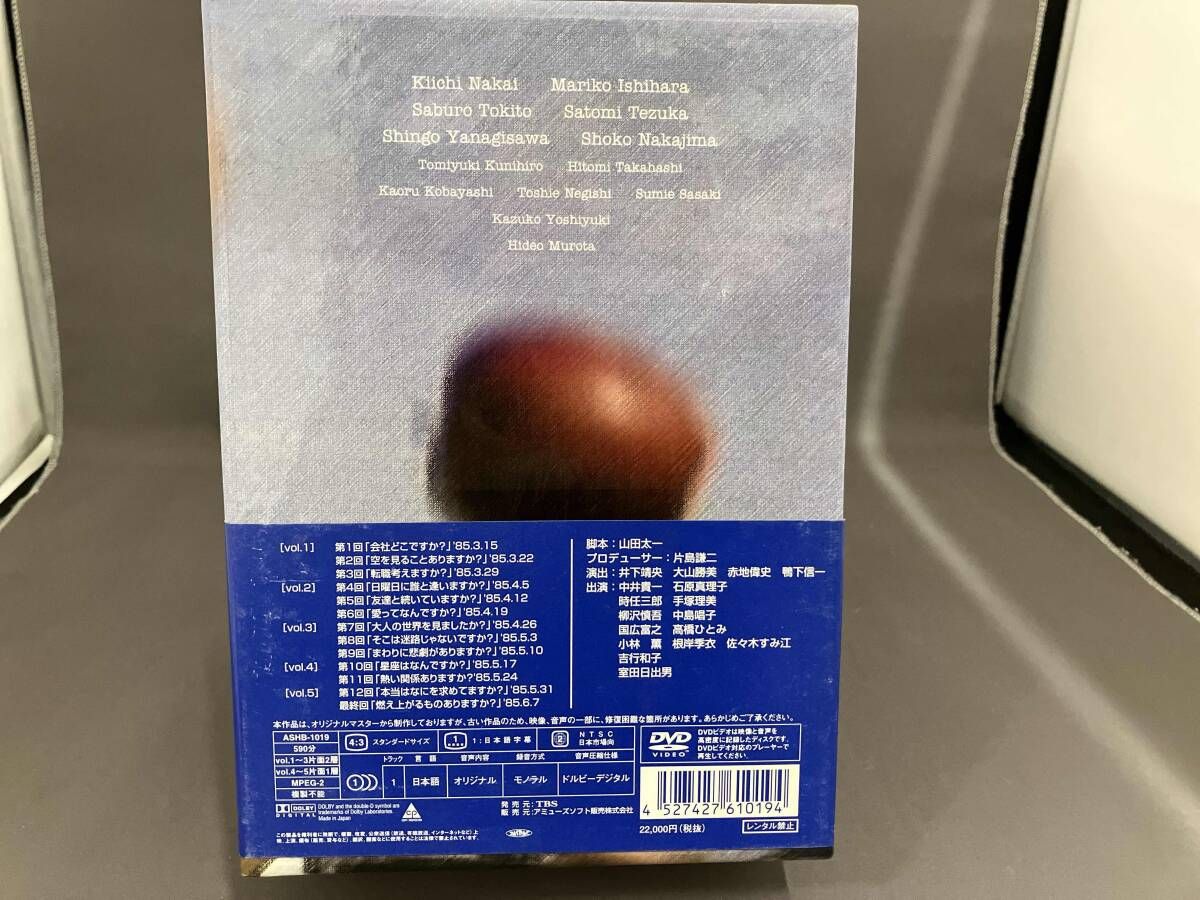 Kiichi Nakai Mariko Ishihara
Saburo Tokito Satomi Tezuka
Shingo Yanagisawa Shoko Nakajima
Tomiyuki Kunihiro Hitomi Takahashi
Kaoru Kobayashi Toshie Negishi Sumie Sasaki
Kazuko Yoshiyuki
Hideo Murota
[vol.1] 第1回「会社どこですか?」'85.3.15
第2回「空を見ることありますか?」'85.3.22
第3回「転職考えますか?」'85.3.29
[vol.2] 第4回「日曜日に誰と逢いますか?」'85.4.5
第5回「友達と続いていますか?」'85.4.12
第6回「愛ってなんですか?」'85.4.19
[vol.3] 第7回「大人の世界を見ましたか?」'85.4.26
第8回「そこは迷路じゃないですか?」'85.5.3
第9回「まわりに悲劇がありますか?」'85.5.10
[vol.4] 第10回「星座はなんですか?」'85.5.17
第11回「熱い関係ありますか?'85.5.24
[vol.5] 第12回「本当はなにを求めてますか?」'85.5.31
最終回「燃え上がるものありますか?」'85.6.7
脚本:山田太一
プロデューサー:片島謙二
演出:井下靖央 大山勝美 赤地偉史 鴨下信一
出演:中井貴一 石原真理子
時任三郎 手塚理美
柳沢慎吾 中島唱子
国広富之 高橋ひとみ
小林 薫 根岸季衣 佐々木すみ江
吉行和子
室田日出男
本作品は、オリジナルマスターから制作しておりますが、古い作品のため、映像、音声の一部に、修復困難な箇所があります。あらかじめご了承ください。
ASHB-1019
590分
vol.1~3片面2層
vol.4~5片面1層
MPEG-2
複製不能
4:3 スタンダードサイズ
1 1:日本語字幕
2 NTSC 日本市場向
トラック 言語 音声内容 録音方式 音声圧縮仕様
1 日本語 オリジナル モノラル ドルビーデジタル
DVD VIDEO
DVDビデオは映像と音声を
高密度に記録したディスクです。
DVDビデオ対応のプレーヤーで
再生してください。
DOLBY DIGITAL
DOLBY and the double-D symbol are
trademarks of Dolby Laboratories
Made in Japan
発売元:TBS
販売元:アミューズソフト販売株式会社
4 527427 610194
22,000円(税抜)
レンタル禁止